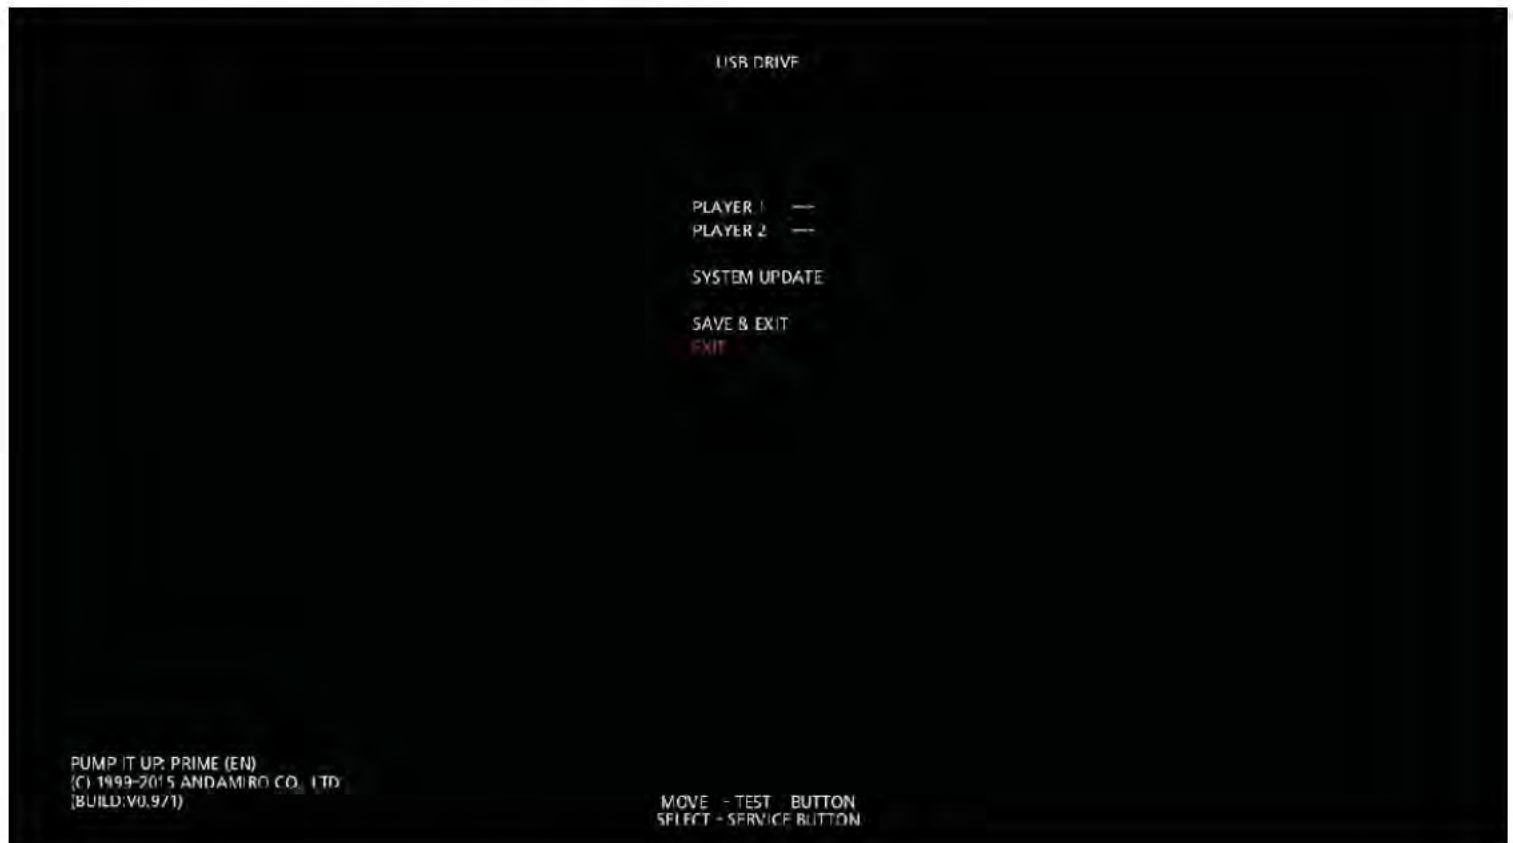 USB DRIVE
PLAYER 1 ---
PLAYER 2 ---
SYSTEM UPDATE
SAVE & EXIT
EXIT
PUMP IT UP: PRIME (EN)
(C) 1999-2015 ANDAMIRO CO., LTD
(BUILD:V0.971)
MOVE - TEST BUTTON
SELECT - SERVICE BUTTON